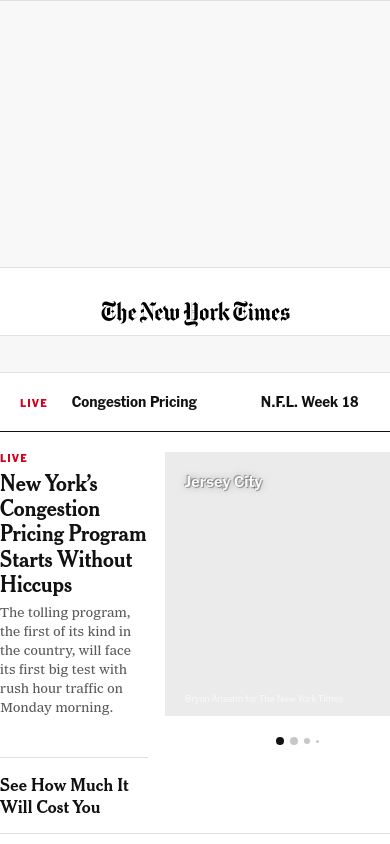 The New York Times
LIVE
Congestion Pricing
N.F.L. Week 18
LIVE
New York’s
Congestion
Pricing Program
Starts Without
Hiccups
The tolling program,
the first of its kind in
the country, will face
its first big test with
rush hour traffic on
Monday morning.
See How Much It
Will Cost You
Jersey City
Bryan Anselm for The New York Times